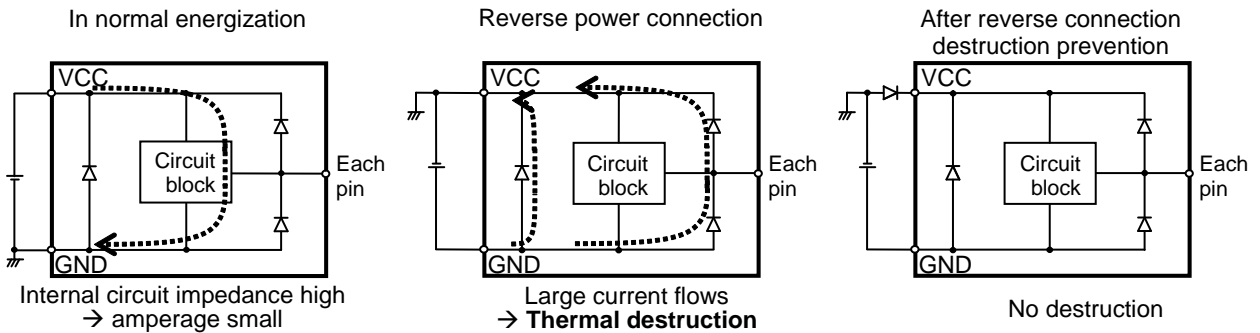 In normal energization
VCC
Circuit
block
Each
pin
GND
Internal circuit impedance high
→ amperage small
Reverse power connection
VCC
Circuit
block
Each
pin
GND
Large current flows
→ Thermal destruction
After reverse connection
destruction prevention
VCC
Circuit
block
Each
pin
GND
No destruction